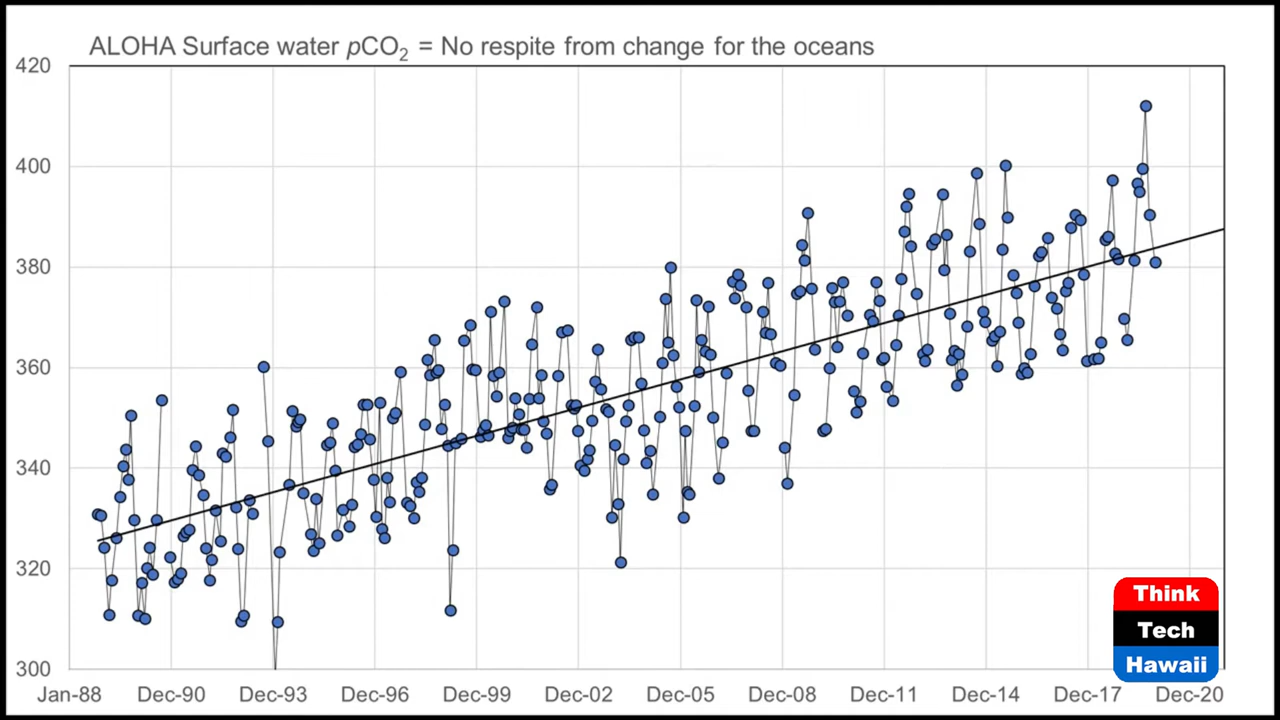 ALOHA Surface water pCO₂ = No respite from change for the oceans
420
400
380
360
340
320
300
Jan-88 Dec-90 Dec-93 Dec-96 Dec-99 Dec-02 Dec-05 Dec-08 Dec-11 Dec-14 Dec-17 Dec-20
Think
Tech
Hawaii